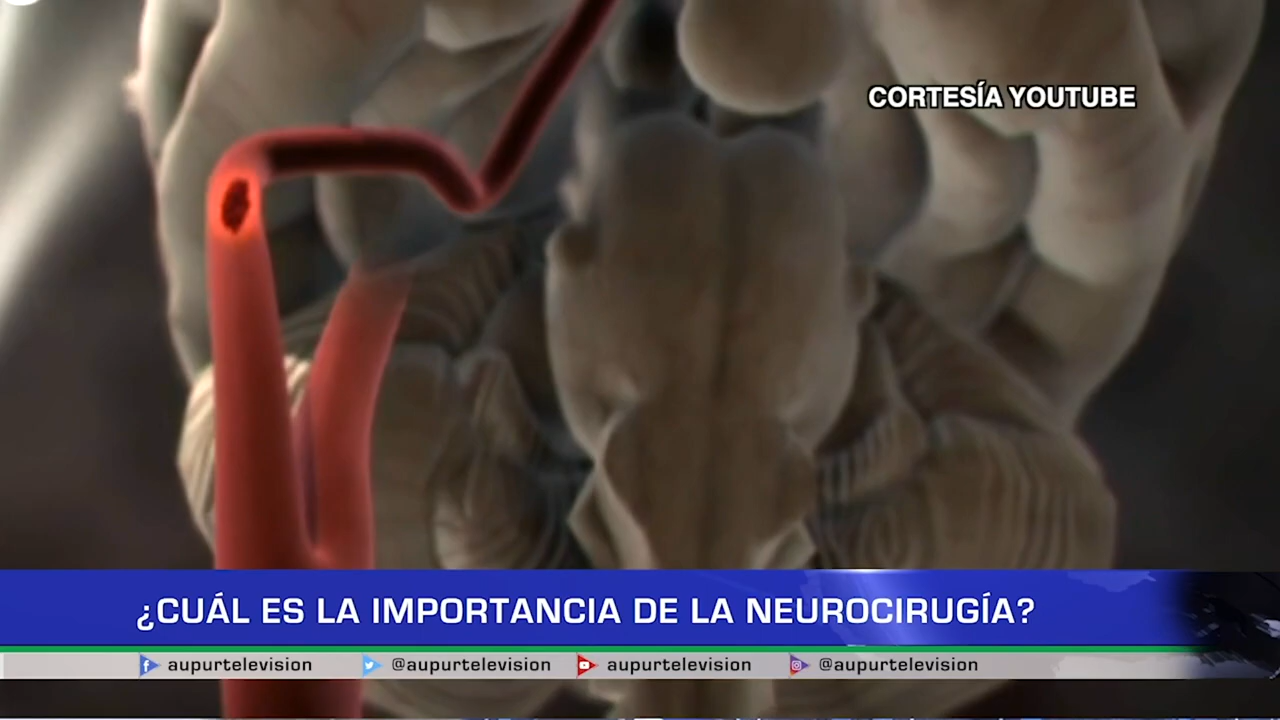 CORTESÍA YOUTUBE
¿CUÁL ES LA IMPORTANCIA DE LA NEUROCIRUGÍA?
aupurtelevision @aupurtelevision aupurtelevision @aupurtelevision